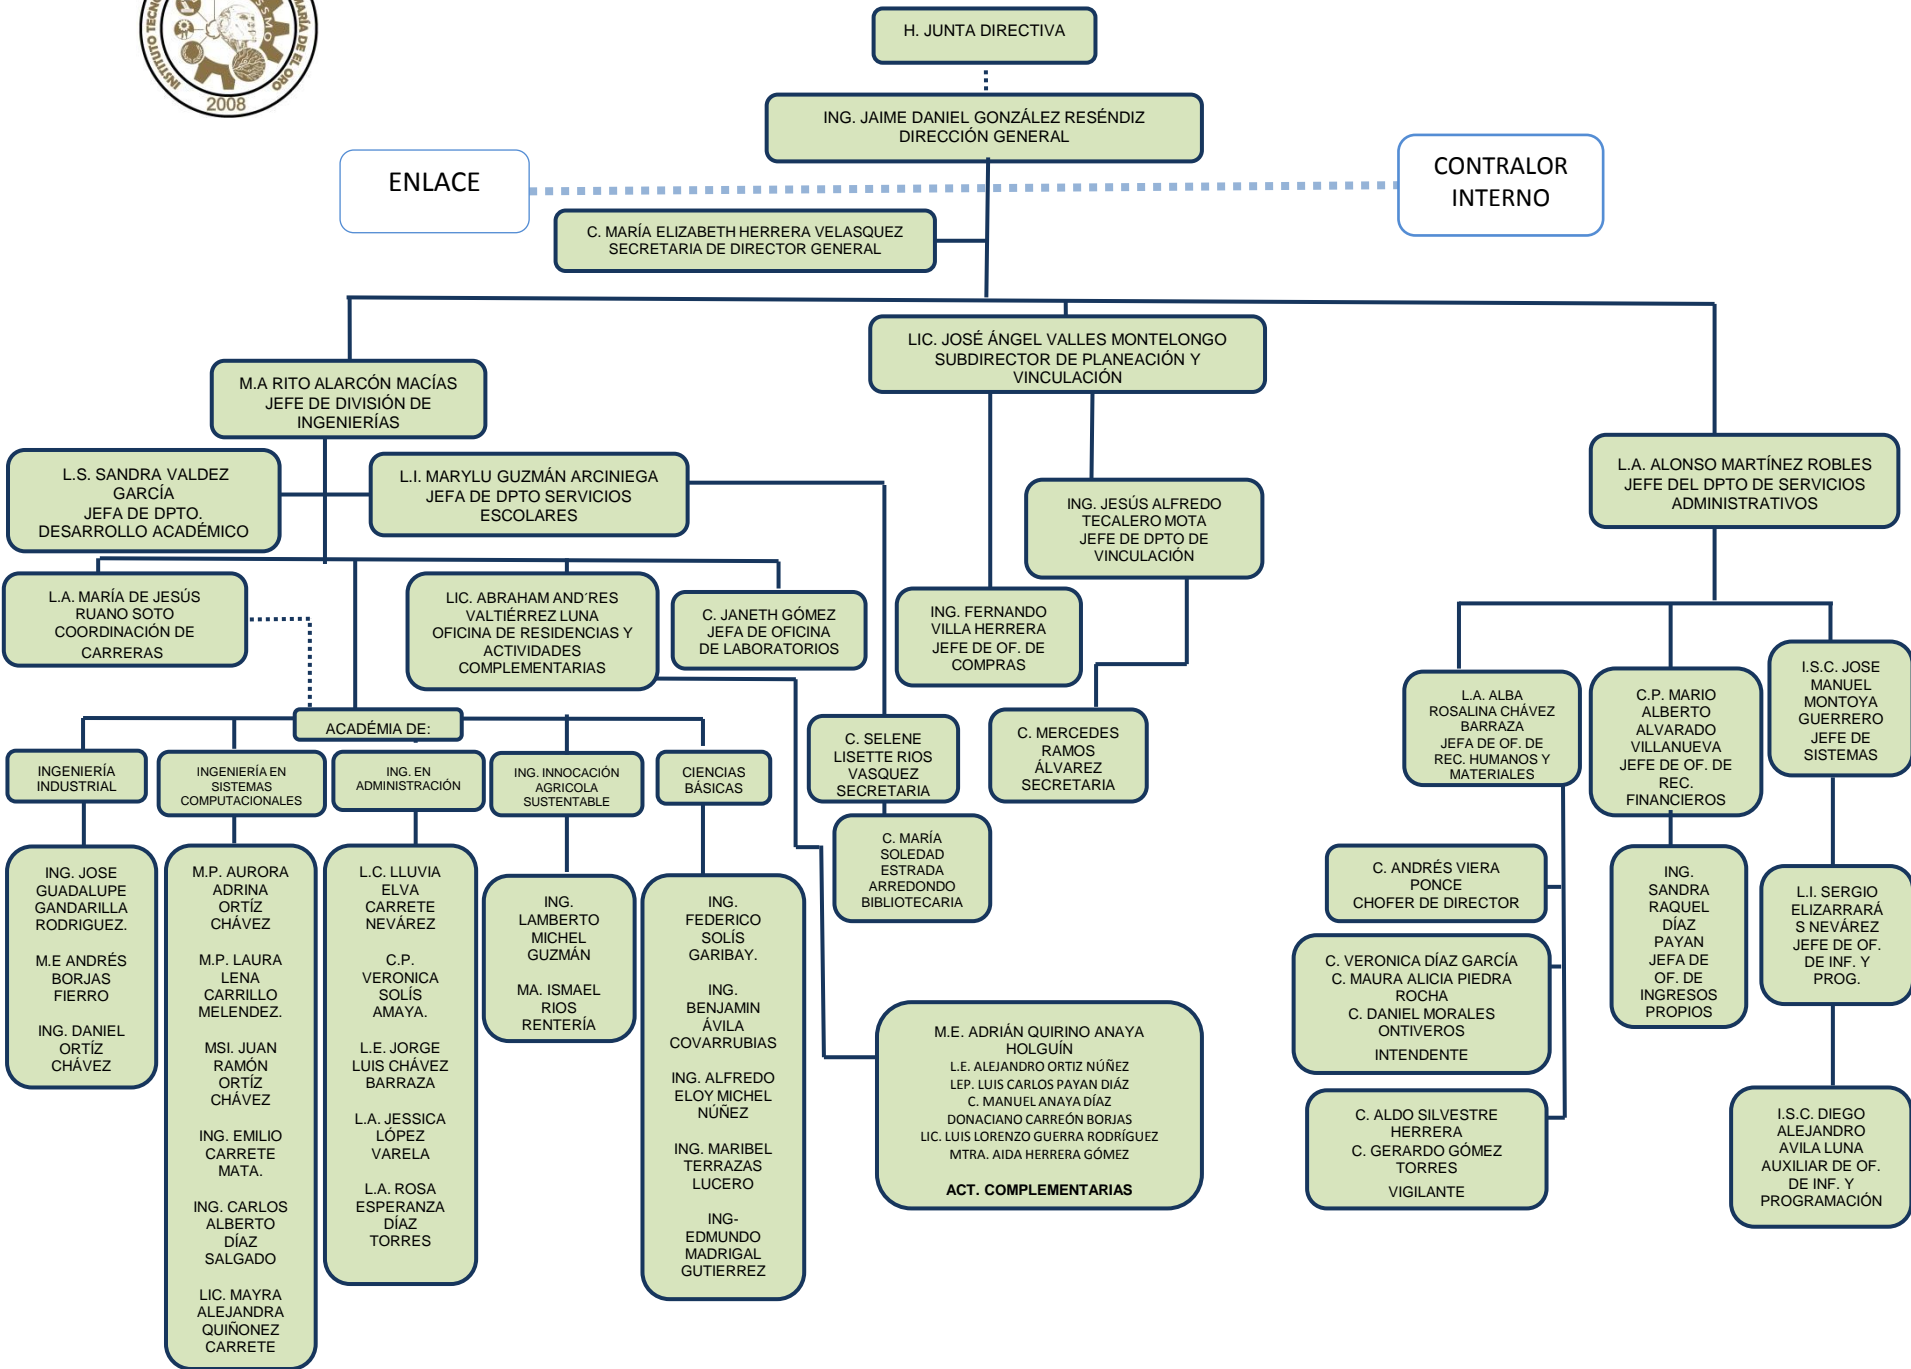 INSTITUTO TECN
MARÍA DE EL ORO
2008
H. JUNTA DIRECTIVA
ING. JAIME DANIEL GONZÁLEZ RESÉNDIZ
DIRECCIÓN GENERAL
ENLACE
CONTRALOR
INTERNO
C. MARÍA ELIZABETH HERRERA VELASQUEZ
SECRETARIA DE DIRECTOR GENERAL
LIC. JOSÉ ÁNGEL VALLES MONTELONGO
SUBDIRECTOR DE PLANEACIÓN Y
VINCULACIÓN
M.A RITO ALARCÓN MACÍAS
JEFE DE DIVISIÓN DE
INGENIERÍAS
L.A. ALONSO MARTÍNEZ ROBLES
JEFE DEL DPTO DE SERVICIOS
ADMINISTRATIVOS
L.S. SANDRA VALDEZ
GARCÍA
JEFA DE DPTO.
DESARROLLO ACADÉMICO
L.I. MARYLU GUZMÁN ARCINIEGA
JEFA DE DPTO SERVICIOS
ESCOLARES
ING. JESÚS ALFREDO
TECALERO MOTA
JEFE DE DPTO DE
VINCULACIÓN
L.A. MARÍA DE JESÚS
RUANO SOTO
COORDINACIÓN DE
CARRERAS
LIC. ABRAHAM AND´RES
VALTIÉRREZ LUNA
OFICINA DE RESIDENCIAS Y
ACTIVIDADES
COMPLEMENTARIAS
C. JANETH GÓMEZ
JEFA DE OFICINA
DE LABORATORIOS
ING. FERNANDO
VILLA HERRERA
JEFE DE OF. DE
COMPRAS
L.A. ALBA
ROSALINA CHÁVEZ
BARRAZA
JEFA DE OF. DE
REC. HUMANOS Y
MATERIALES
C.P. MARIO
ALBERTO
ALVARADO
VILLANUEVA
JEFE DE OF. DE
REC.
FINANCIEROS
I.S.C. JOSE
MANUEL
MONTOYA
GUERRERO
JEFE DE
SISTEMAS
ACADÉMIA DE:
C. SELENE
LISETTE RIOS
VASQUEZ
SECRETARIA
C. MERCEDES
RAMOS
ÁLVAREZ
SECRETARIA
INGENIERÍA
INDUSTRIAL
INGENIERÍA EN
SISTEMAS
COMPUTACIONALES
ING. EN
ADMINISTRACIÓN
ING. INNOCACIÓN
AGRICOLA
SUSTENTABLE
CIENCIAS
BÁSICAS
C. MARÍA
SOLEDAD
ESTRADA
ARREDONDO
BIBLIOTECARIA
ING. JOSE
GUADALUPE
GANDARILLA
RODRIGUEZ.
M.E ANDRÉS
BORJAS
FIERRO
ING. DANIEL
ORTÍZ
CHÁVEZ
M.P. AURORA
ADRINA
ORTÍZ
CHÁVEZ
M.P. LAURA
LENA
CARRILLO
MELENDEZ.
MSI. JUAN
RAMÓN
ORTÍZ
CHÁVEZ
ING. EMILIO
CARRETE
MATA.
ING. CARLOS
ALBERTO
DÍAZ
SALGADO
LIC. MAYRA
ALEJANDRA
QUIÑONEZ
CARRETE
L.C. LLUVIA
ELVA
CARRETE
NEVÁREZ
C.P.
VERONICA
SOLÍS
AMAYA.
L.E. JORGE
LUIS CHÁVEZ
BARRAZA
L.A. JESSICA
LÓPEZ
VARELA
L.A. ROSA
ESPERANZA
DÍAZ
TORRES
ING.
LAMBERTO
MICHEL
GUZMÁN
MA. ISMAEL
RIOS
RENTERÍA
ING.
FEDERICO
SOLÍS
GARIBAY.
ING.
BENJAMIN
ÁVILA
COVARRUBIAS
ING. ALFREDO
ELOY MICHEL
NÚÑEZ
ING. MARIBEL
TERRAZAS
LUCERO
ING-
EDMUNDO
MADRIGAL
GUTIERREZ
M.E. ADRIÁN QUIRINO ANAYA
HOLGUÍN
L.E. ALEJANDRO ORTIZ NÚÑEZ
LEP. LUIS CARLOS PAYAN DIÁZ
C. MANUEL ANAYA DÍAZ
DONACIANO CARREÓN BORJAS
LIC. LUIS LORENZO GUERRA RODRÍGUEZ
MTRA. AIDA HERRERA GÓMEZ
ACT. COMPLEMENTARIAS
C. ANDRÉS VIERA
PONCE
CHOFER DE DIRECTOR
C. VERONICA DÍAZ GARCÍA
C. MAURA ALICIA PIEDRA
ROCHA
C. DANIEL MORALES
ONTIVEROS
INTENDENTE
C. ALDO SILVESTRE
HERRERA
C. GERARDO GÓMEZ
TORRES
VIGILANTE
ING.
SANDRA
RAQUEL
DÍAZ
PAYAN
JEFA DE
OF. DE
INGRESOS
PROPIOS
L.I. SERGIO
ELIZARRARÁ
S NEVÁREZ
JEFE DE OF.
DE INF. Y
PROG.
I.S.C. DIEGO
ALEJANDRO
AVILA LUNA
AUXILIAR DE OF.
DE INF. Y
PROGRAMACIÓN